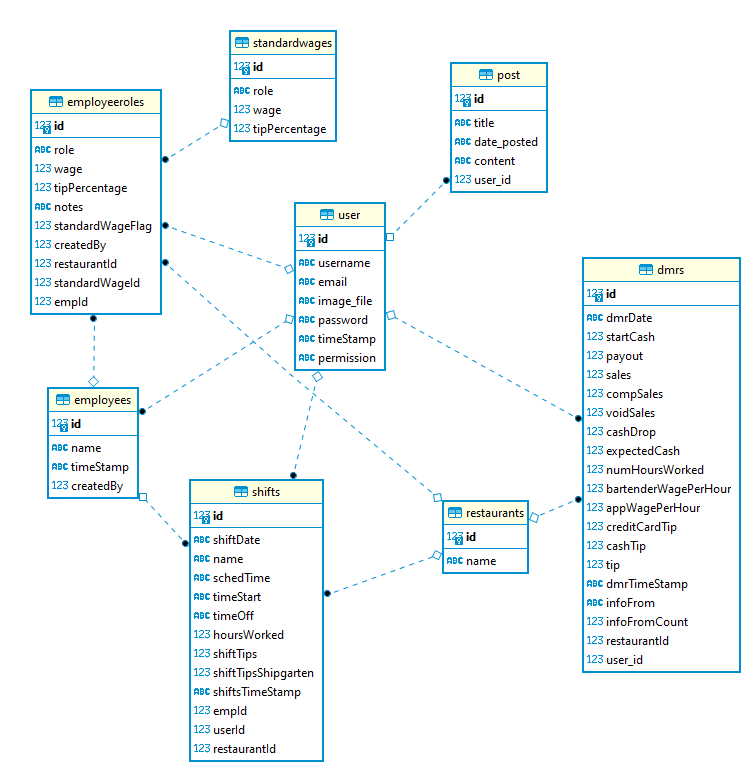 standardwages
123 id
ABC role
123 wage
123 tipPercentage
post
123 id
ABC title
ABC date_posted
ABC content
123 user_id
employeeroles
123 id
ABC role
123 wage
123 tipPercentage
ABC notes
123 standardWageFlag
123 createdBy
123 restaurantId
123 standardWageId
123 empId
user
123 id
ABC username
ABC email
ABC image_file
ABC password
ABC timeStamp
ABC permission
dmrs
123 id
ABC dmrDate
123 startCash
123 payout
123 sales
123 compSales
123 voidSales
123 cashDrop
123 expectedCash
123 numHoursWorked
123 bartenderWagePerHour
123 appWagePerHour
123 creditCardTip
123 cashTip
123 tip
ABC dmrTimeStamp
ABC infoFrom
123 infoFromCount
123 restaurantId
123 user_id
employees
123 id
ABC name
ABC timeStamp
123 createdBy
shifts
123 id
ABC shiftDate
ABC name
ABC schedTime
ABC timeStart
ABC timeOff
123 hoursWorked
123 shiftTips
123 shiftTipsShipgarten
ABC shiftsTimeStamp
123 empId
123 userId
123 restaurantId
restaurants
123 id
ABC name